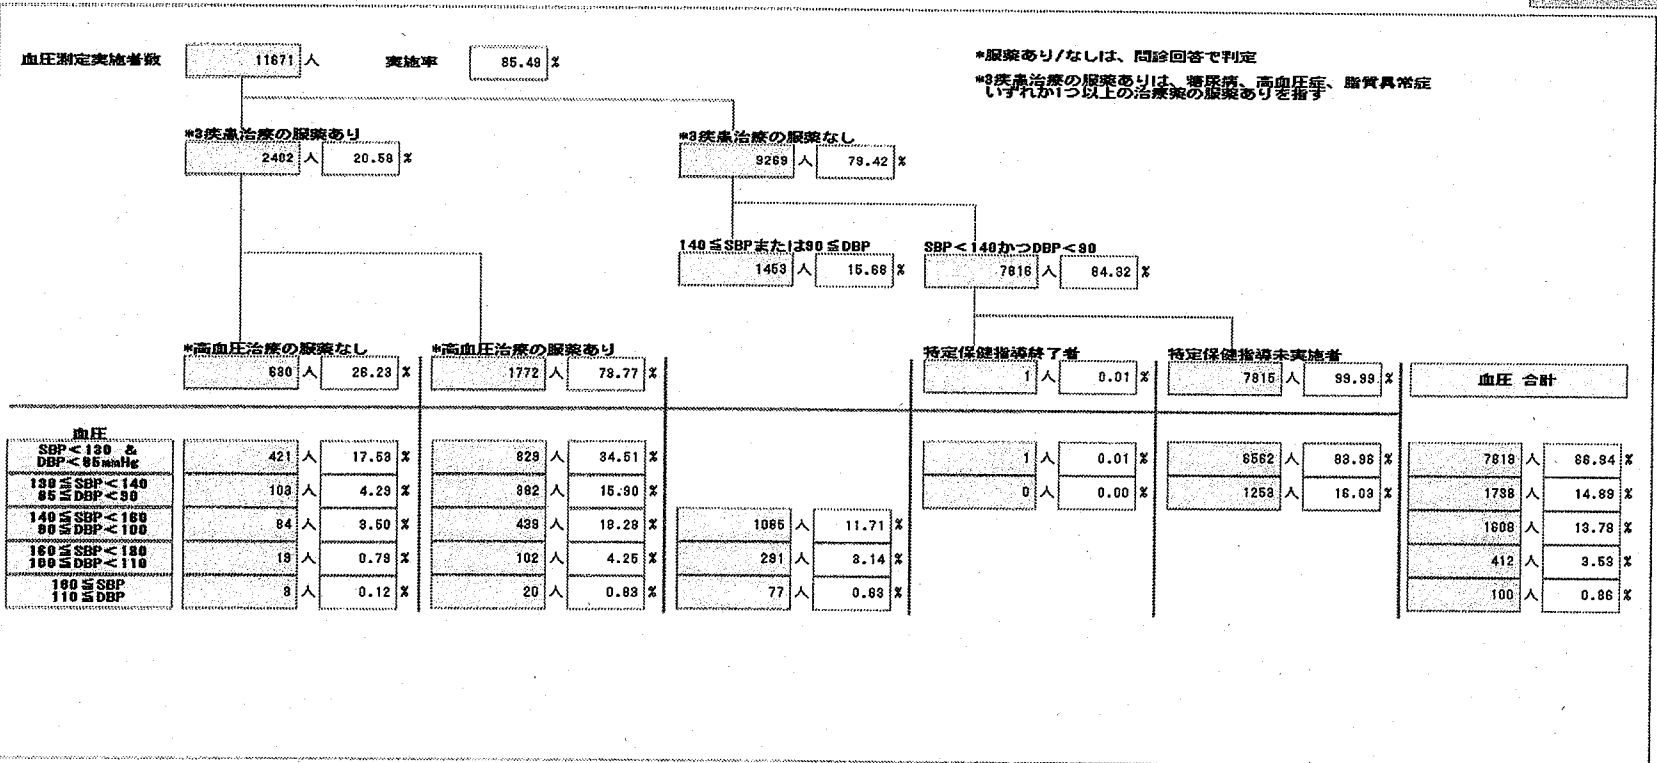 血圧測定実施者数 11671 人 実施率 85.49 %
*服薬あり/なしは、問診回答で判定
*3疾患治療の服薬ありは、糖尿病、高血圧症、脂質異常症
いずれか1つ以上の治療薬の服薬ありを指す
*3疾患治療の服薬あり *3疾患治療の服薬なし
2402 人 20.58 % 9269 人 79.42 %
140≦SBPまたは90≦DBP SBP<140かつDBP<90
1453 人 15.68 % 7816 人 84.32 %
*高血圧治療の服薬なし *高血圧治療の服薬あり 特定保健指導終了者 特定保健指導未実施者
630 人 26.23 % 1772 人 73.77 % 1 人 0.01 % 7815 人 99.99 % 血圧 合計
血圧
SBP<130 &
DBP<85mmHg 421 人 17.53 % 829 人 34.51 % 1 人 0.01 % 6562 人 83.96 % 7813 人 66.94 %
130≦SBP<140
85≦DBP<90 103 人 4.29 % 382 人 15.90 % 0 人 0.00 % 1253 人 16.03 % 1738 人 14.89 %
140≦SBP<160
90≦DBP<100 84 人 3.50 % 439 人 18.28 % 1085 人 11.71 % 1608 人 13.78 %
160≦SBP<180
100≦DBP<110 19 人 0.79 % 102 人 4.25 % 291 人 3.14 % 412 人 3.53 %
180≦SBP
110≦DBP 3 人 0.12 % 20 人 0.83 % 77 人 0.83 % 100 人 0.86 %